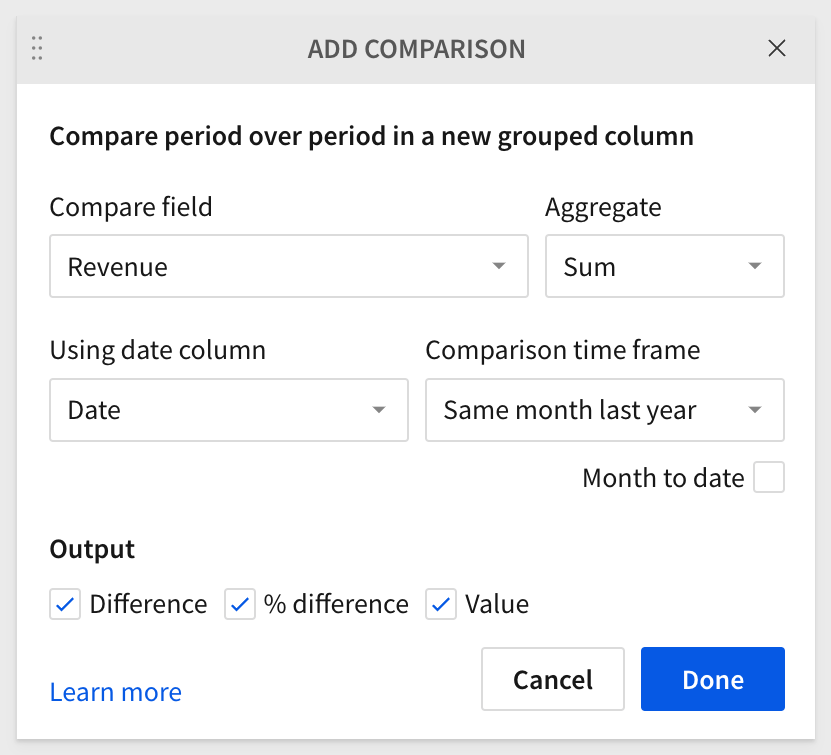 ADD COMPARISON
Compare period over period in a new grouped column
Compare field
Aggregate
Revenue
Sum
Using date column
Comparison time frame
Date
Same month last year
Month to date
Output
Difference
% difference
Value
Learn more
Cancel
Done